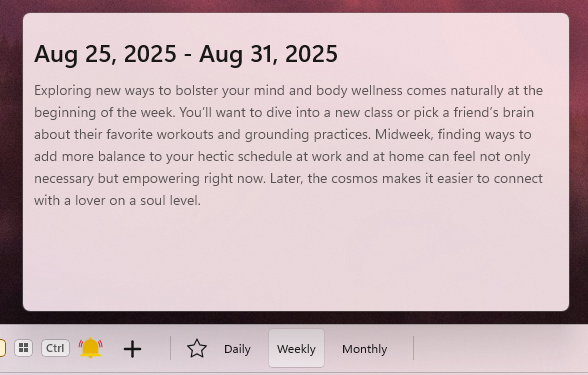 Aug 25, 2025 - Aug 31, 2025
Exploring new ways to bolster your mind and body wellness comes naturally at the
beginning of the week. You’ll want to dive into a new class or pick a friend’s brain
about their favorite workouts and grounding practices. Midweek, finding ways to
add more balance to your hectic schedule at work and at home can feel not only
necessary but empowering right now. Later, the cosmos makes it easier to connect
with a lover on a soul level.
Ctrl Daily Weekly Monthly